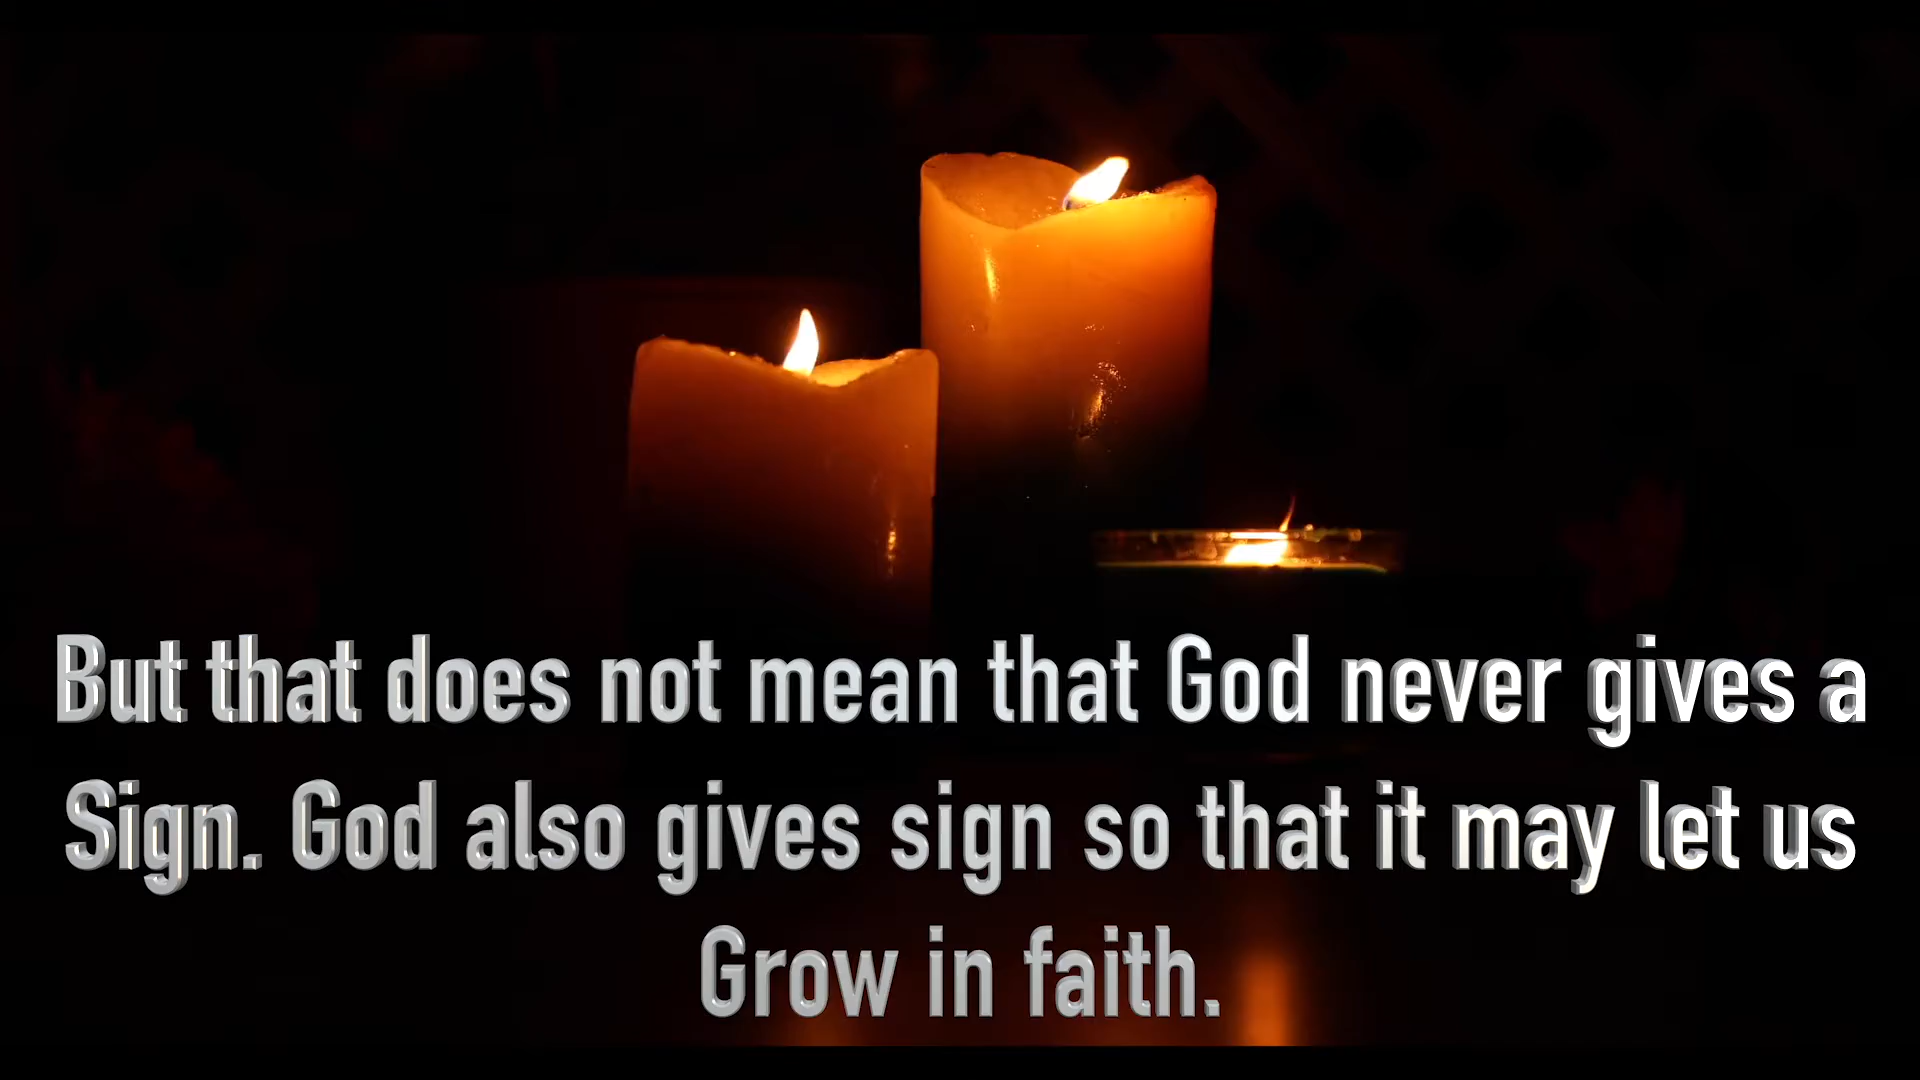 But that does not mean that God never gives a
Sign. God also gives sign so that it may let us
Grow in faith.